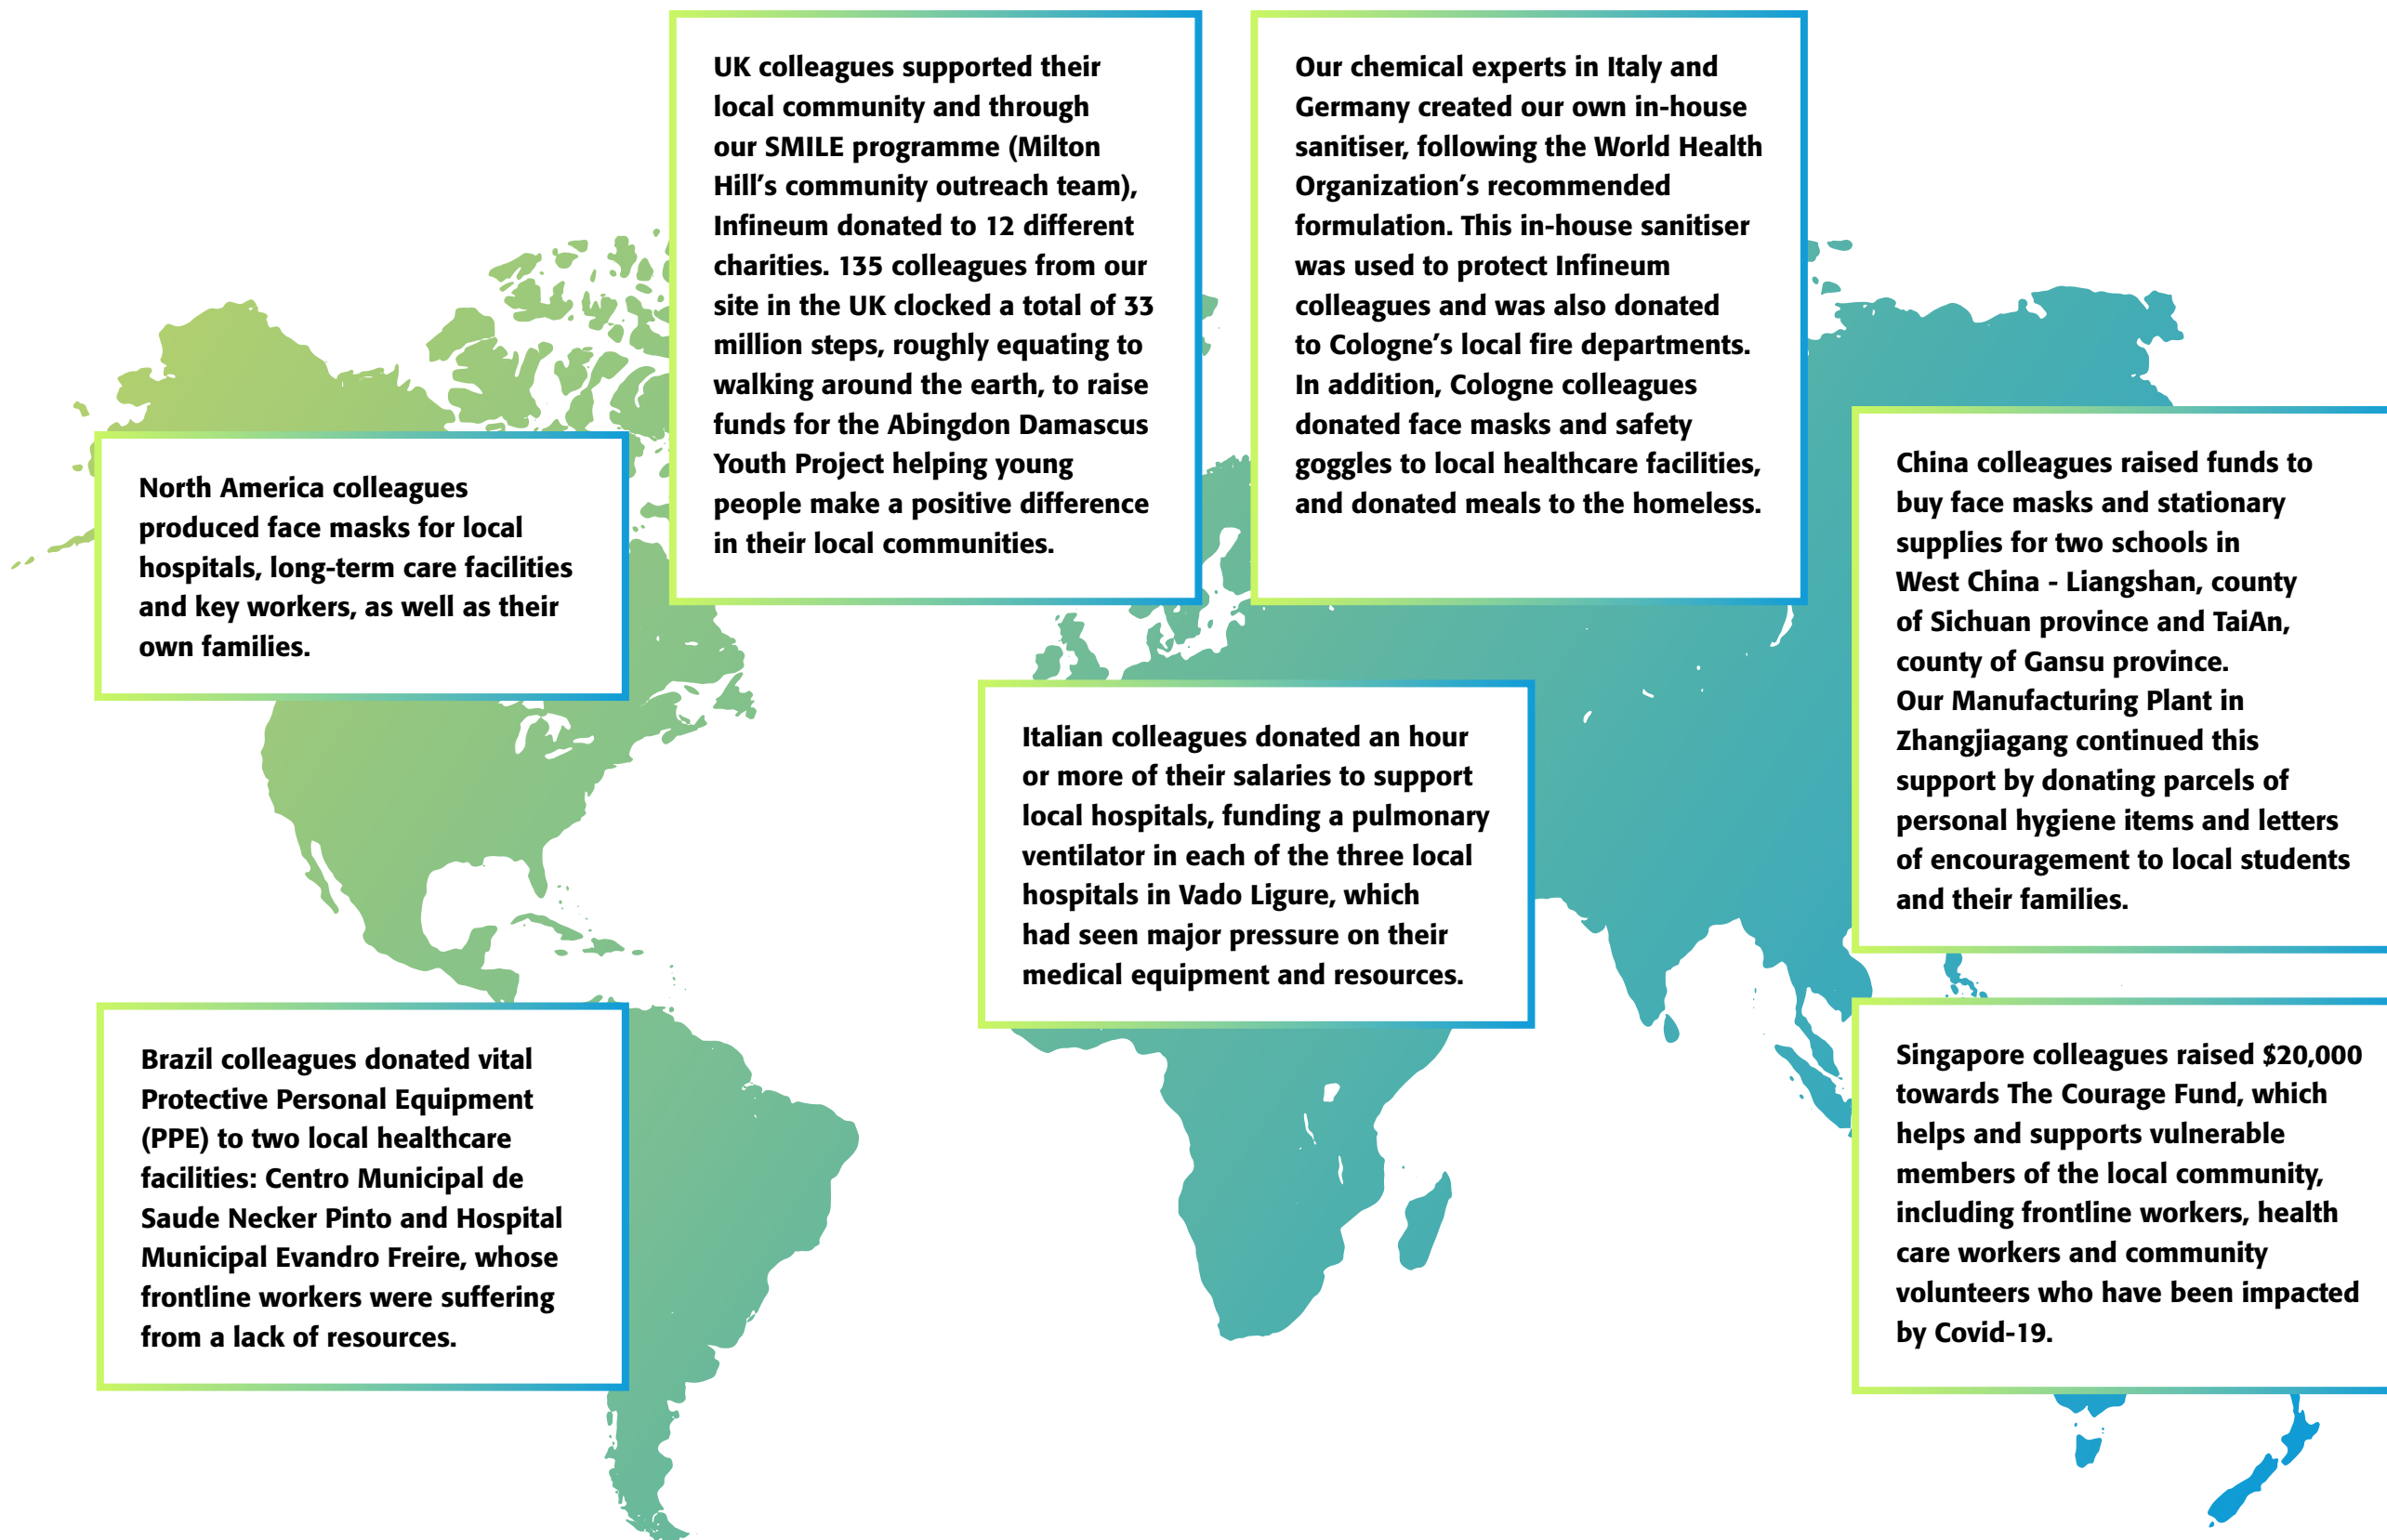 UK colleagues supported their
local community and through
our SMILE programme (Milton
Hill's community outreach team),
Infineum donated to 12 different
charities. 135 colleagues from our
site in the UK clocked a total of 33
million steps, roughly equating to
walking around the earth, to raise
funds for the Abingdon Damascus
Youth Project helping young
people make a positive difference
in their local communities.
Our chemical experts in Italy and
Germany created our own in-house
sanitiser, following the World Health
Organization's recommended
formulation. This in-house sanitiser
was used to protect Infineum
colleagues and was also donated
to Cologne's local fire departments.
In addition, Cologne colleagues
donated face masks and safety
goggles to local healthcare facilities,
and donated meals to the homeless.
North America colleagues
produced face masks for local
hospitals, long-term care facilities
and key workers, as well as their
own families.
China colleagues raised funds to
buy face masks and stationary
supplies for two schools in
West China - Liangshan, county
of Sichuan province and TaiAn,
county of Gansu province.
Our Manufacturing Plant in
Zhangjiagang continued this
support by donating parcels of
personal hygiene items and letters
of encouragement to local students
and their families.
Italian colleagues donated an hour
or more of their salaries to support
local hospitals, funding a pulmonary
ventilator in each of the three local
hospitals in Vado Ligure, which
had seen major pressure on their
medical equipment and resources.
Brazil colleagues donated vital
Protective Personal Equipment
(PPE) to two local healthcare
facilities: Centro Municipal de
Saude Necker Pinto and Hospital
Municipal Evandro Freire, whose
frontline workers were suffering
from a lack of resources.
Singapore colleagues raised $20,000
towards The Courage Fund, which
helps and supports vulnerable
members of the local community,
including frontline workers, health
care workers and community
volunteers who have been impacted
by Covid-19.